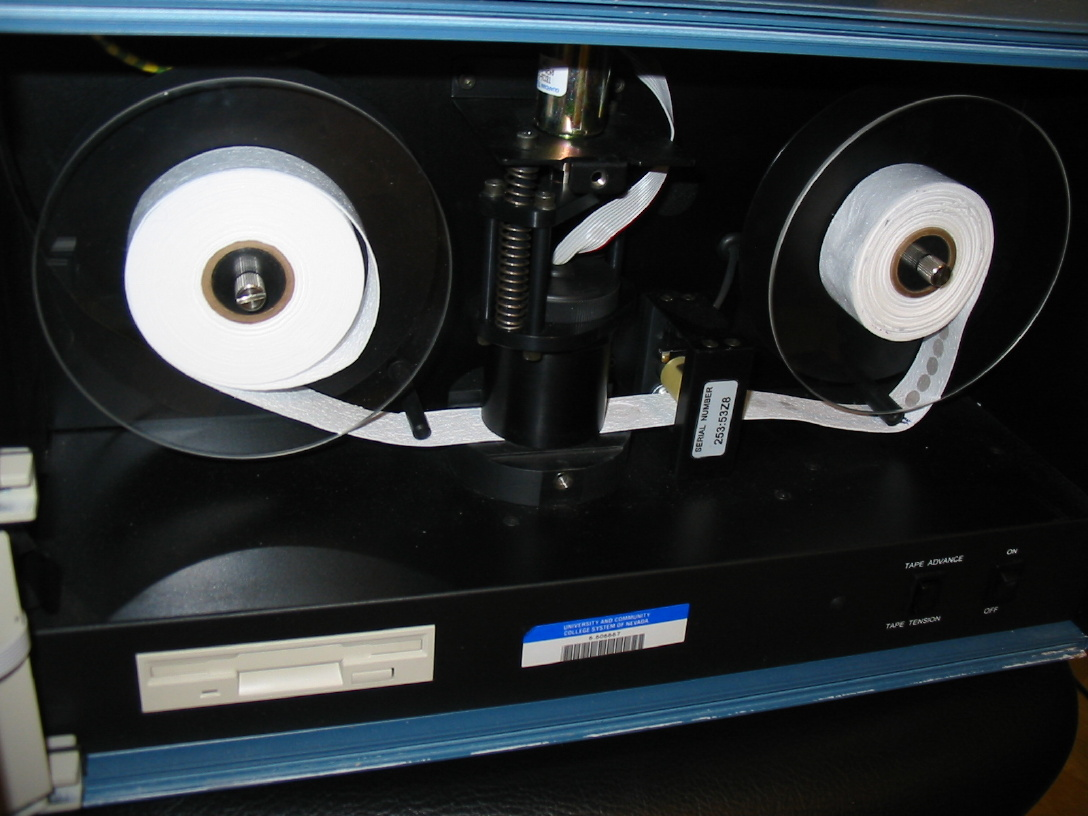 SERIAL NUMBER
253:53Z8
TAPE ADVANCE
ON
OFF
TAPE TENSION
UNIVERSITY AND COMMUNITY
COLLEGE SYSTEM OF NEVADA